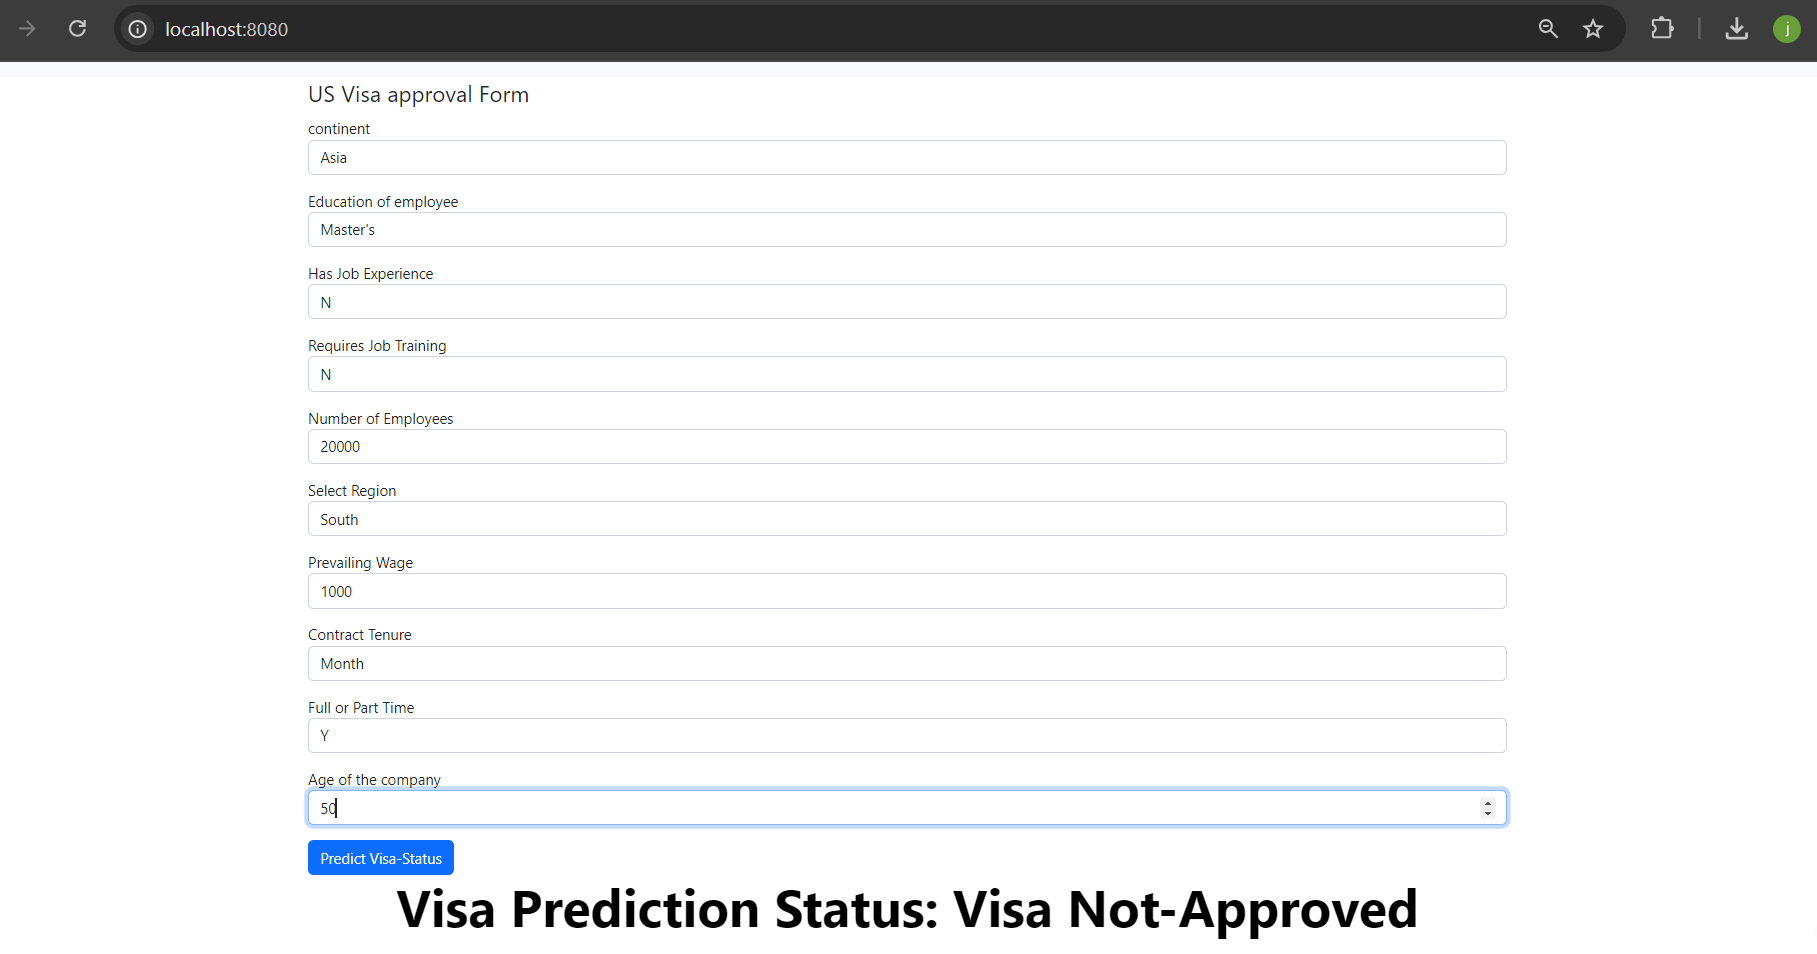 localhost:8080
j
US Visa approval Form
continent
Asia
Education of employee
Master's
Has Job Experience
N
Requires Job Training
N
Number of Employees
20000
Select Region
South
Prevailing Wage
1000
Contract Tenure
Month
Full or Part Time
Y
Age of the company
50
Predict Visa-Status
Visa Prediction Status: Visa Not-Approved